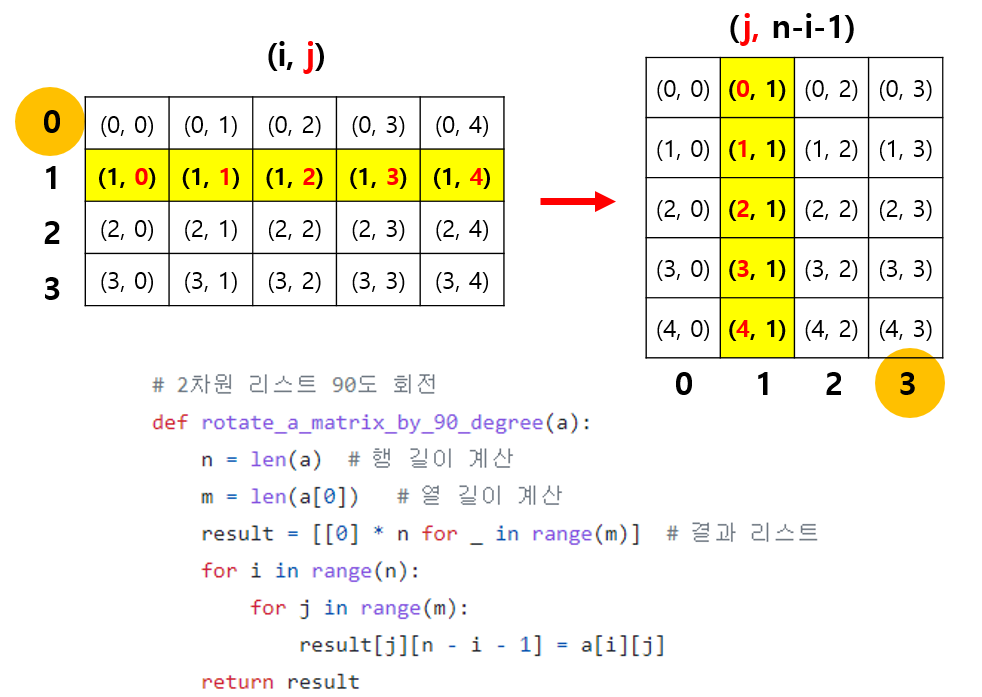 (i, j)
0 (0, 0) (0, 1) (0, 2) (0, 3) (0, 4)
1 (1, 0) (1, 1) (1, 2) (1, 3) (1, 4)
2 (2, 0) (2, 1) (2, 2) (2, 3) (2, 4)
3 (3, 0) (3, 1) (3, 2) (3, 3) (3, 4)
(j, n-i-1)
(0, 0) (0, 1) (0, 2) (0, 3)
(1, 0) (1, 1) (1, 2) (1, 3)
(2, 0) (2, 1) (2, 2) (2, 3)
(3, 0) (3, 1) (3, 2) (3, 3)
(4, 0) (4, 1) (4, 2) (4, 3)
0 1 2 3
# 2차원 리스트 90도 회전
def rotate_a_matrix_by_90_degree(a):
    n = len(a)  # 행 길이 계산
    m = len(a[0])   # 열 길이 계산
    result = [[0] * n for _ in range(m)]  # 결과 리스트
    for i in range(n):
        for j in range(m):
            result[j][n - i - 1] = a[i][j]
    return result